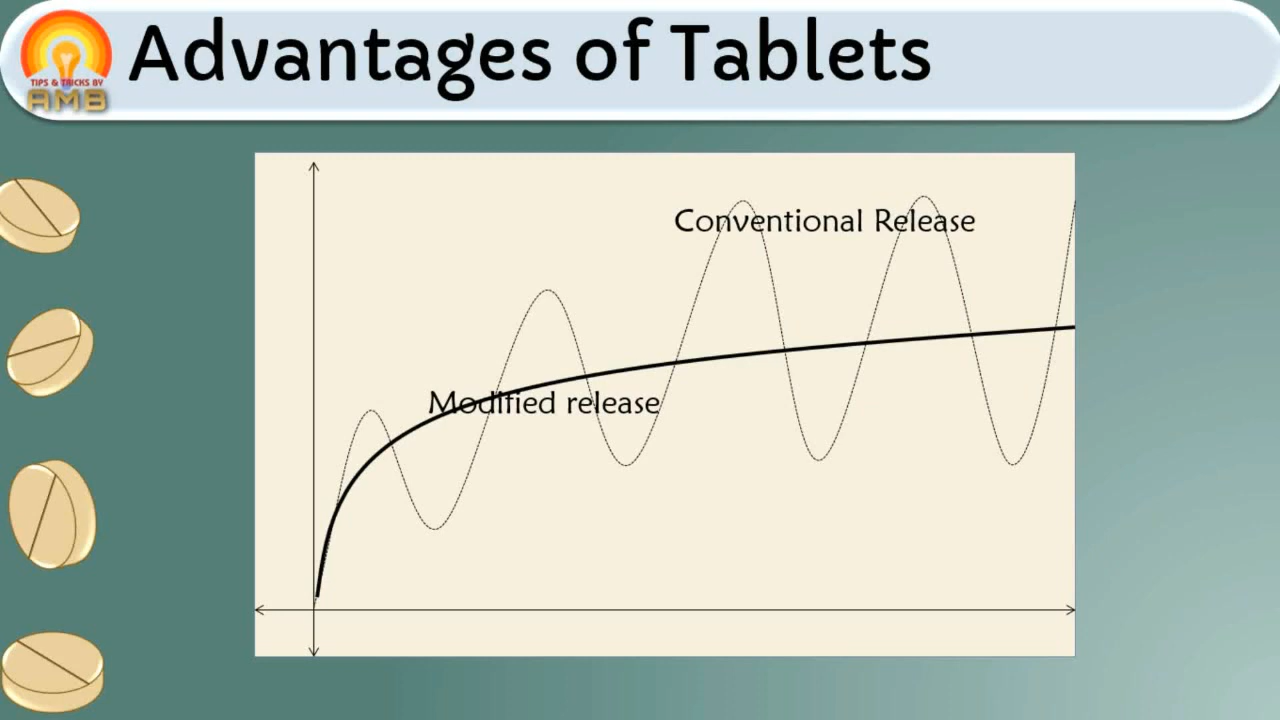 Advantages of Tablets
TIPS & TRICKS BY
AMB
Conventional Release
Modified release